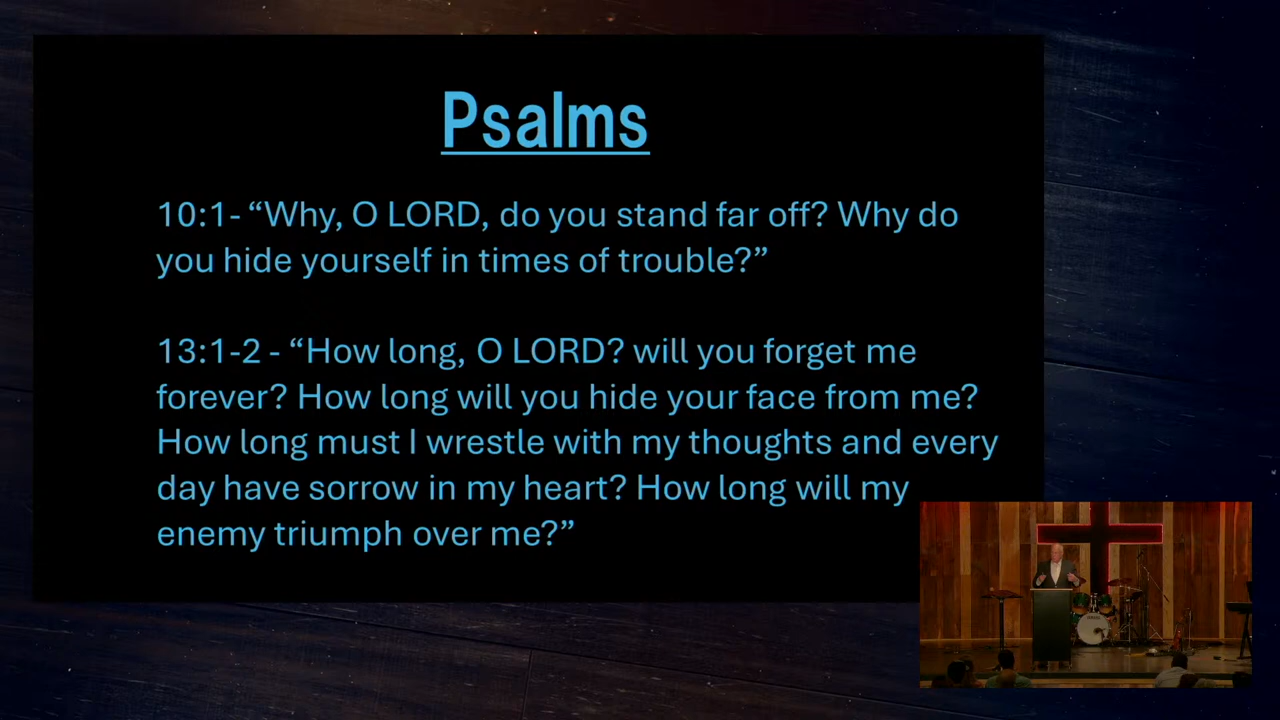 Psalms
10:1- “Why, O LORD, do you stand far off? Why do
you hide yourself in times of trouble?”
13:1-2 - “How long, O LORD? will you forget me
forever? How long will you hide your face from me?
How long must I wrestle with my thoughts and every
day have sorrow in my heart? How long will my
enemy triumph over me?”